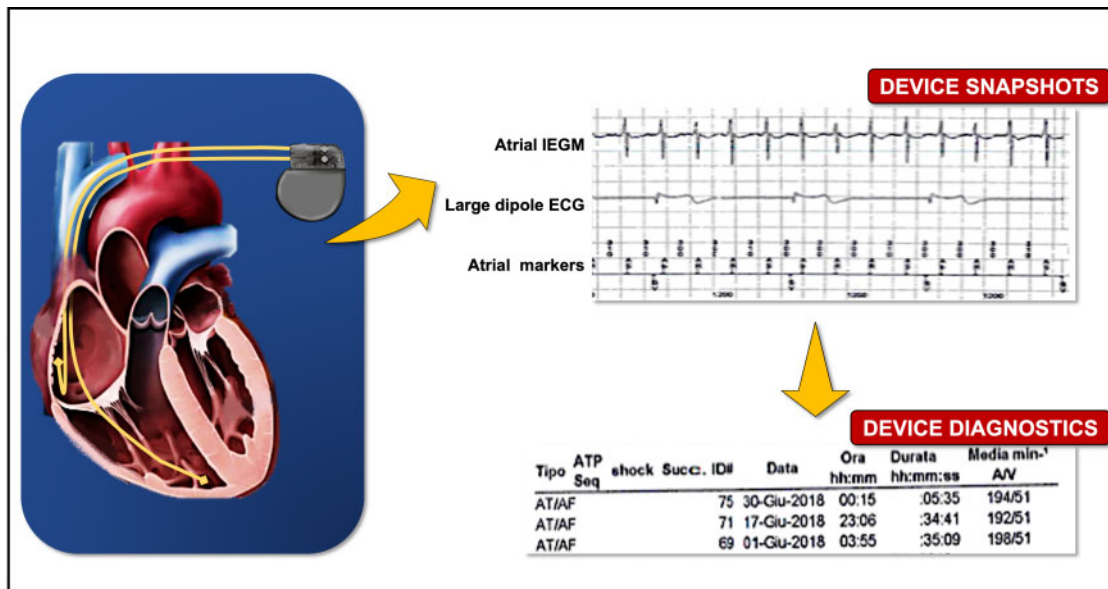 DEVICE SNAPSHOTS
Atrial IEGM
Large dipole ECG
Atrial markers
1200
1200
1200
DEVICE DIAGNOSTICS
Tipo ATP Seq shock Succ. ID# Data Ora hh:mm Durata hh:mm:ss Media min-¹ A/V
AT/AF 75 30-Giu-2018 00:15 :05:35 194/51
AT/AF 71 17-Giu-2018 23:06 :34:41 192/51
AT/AF 69 01-Giu-2018 03:55 :35:09 198/51